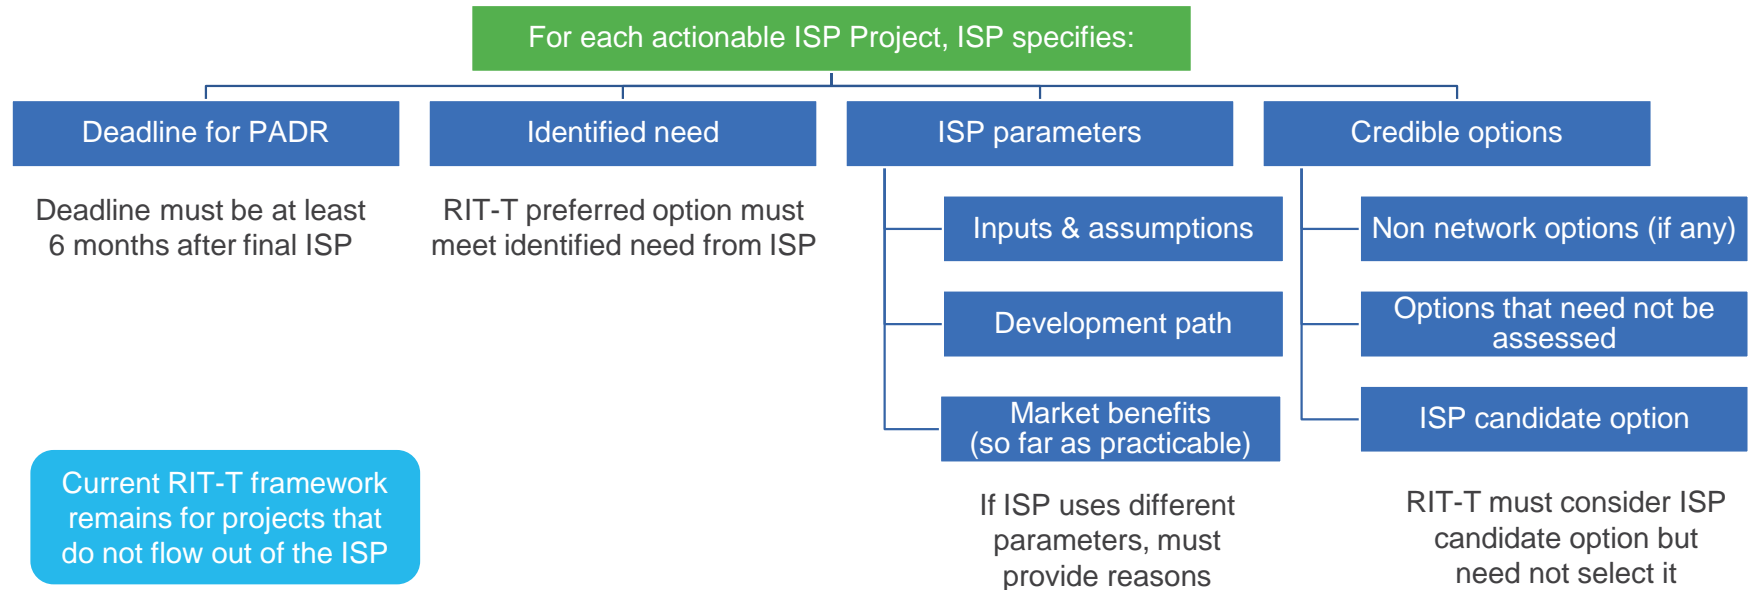 For each actionable ISP Project, ISP specifies:
Deadline for PADR
Deadline must be at least
6 months after final ISP
Identified need
RIT-T preferred option must
meet identified need from ISP
ISP parameters
Inputs & assumptions
Development path
Market benefits
(so far as practicable)
If ISP uses different
parameters, must
provide reasons
Credible options
Non network options (if any)
Options that need not be
assessed
ISP candidate option
RIT-T must consider ISP
candidate option but
need not select it
Current RIT-T framework
remains for projects that
do not flow out of the ISP